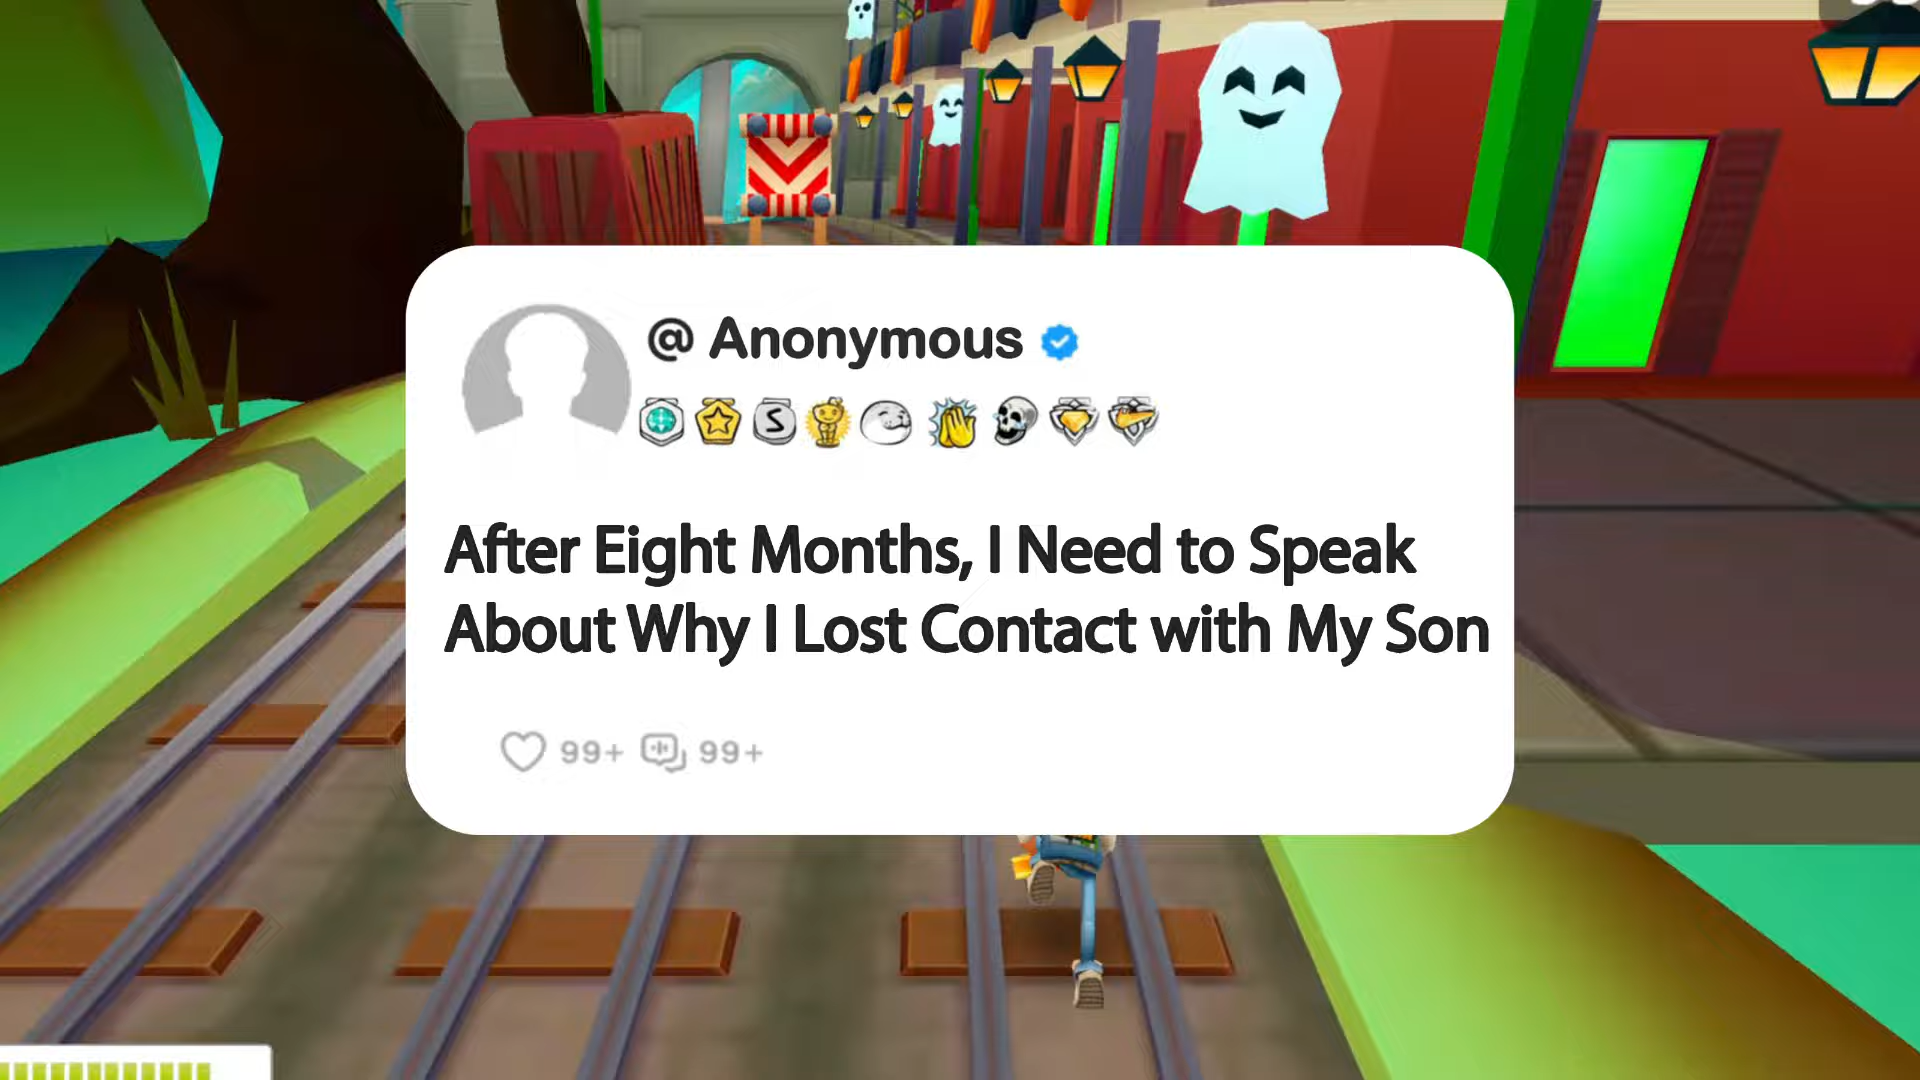 @ Anonymous
After Eight Months, I Need to Speak
About Why I Lost Contact with My Son
99+ 99+